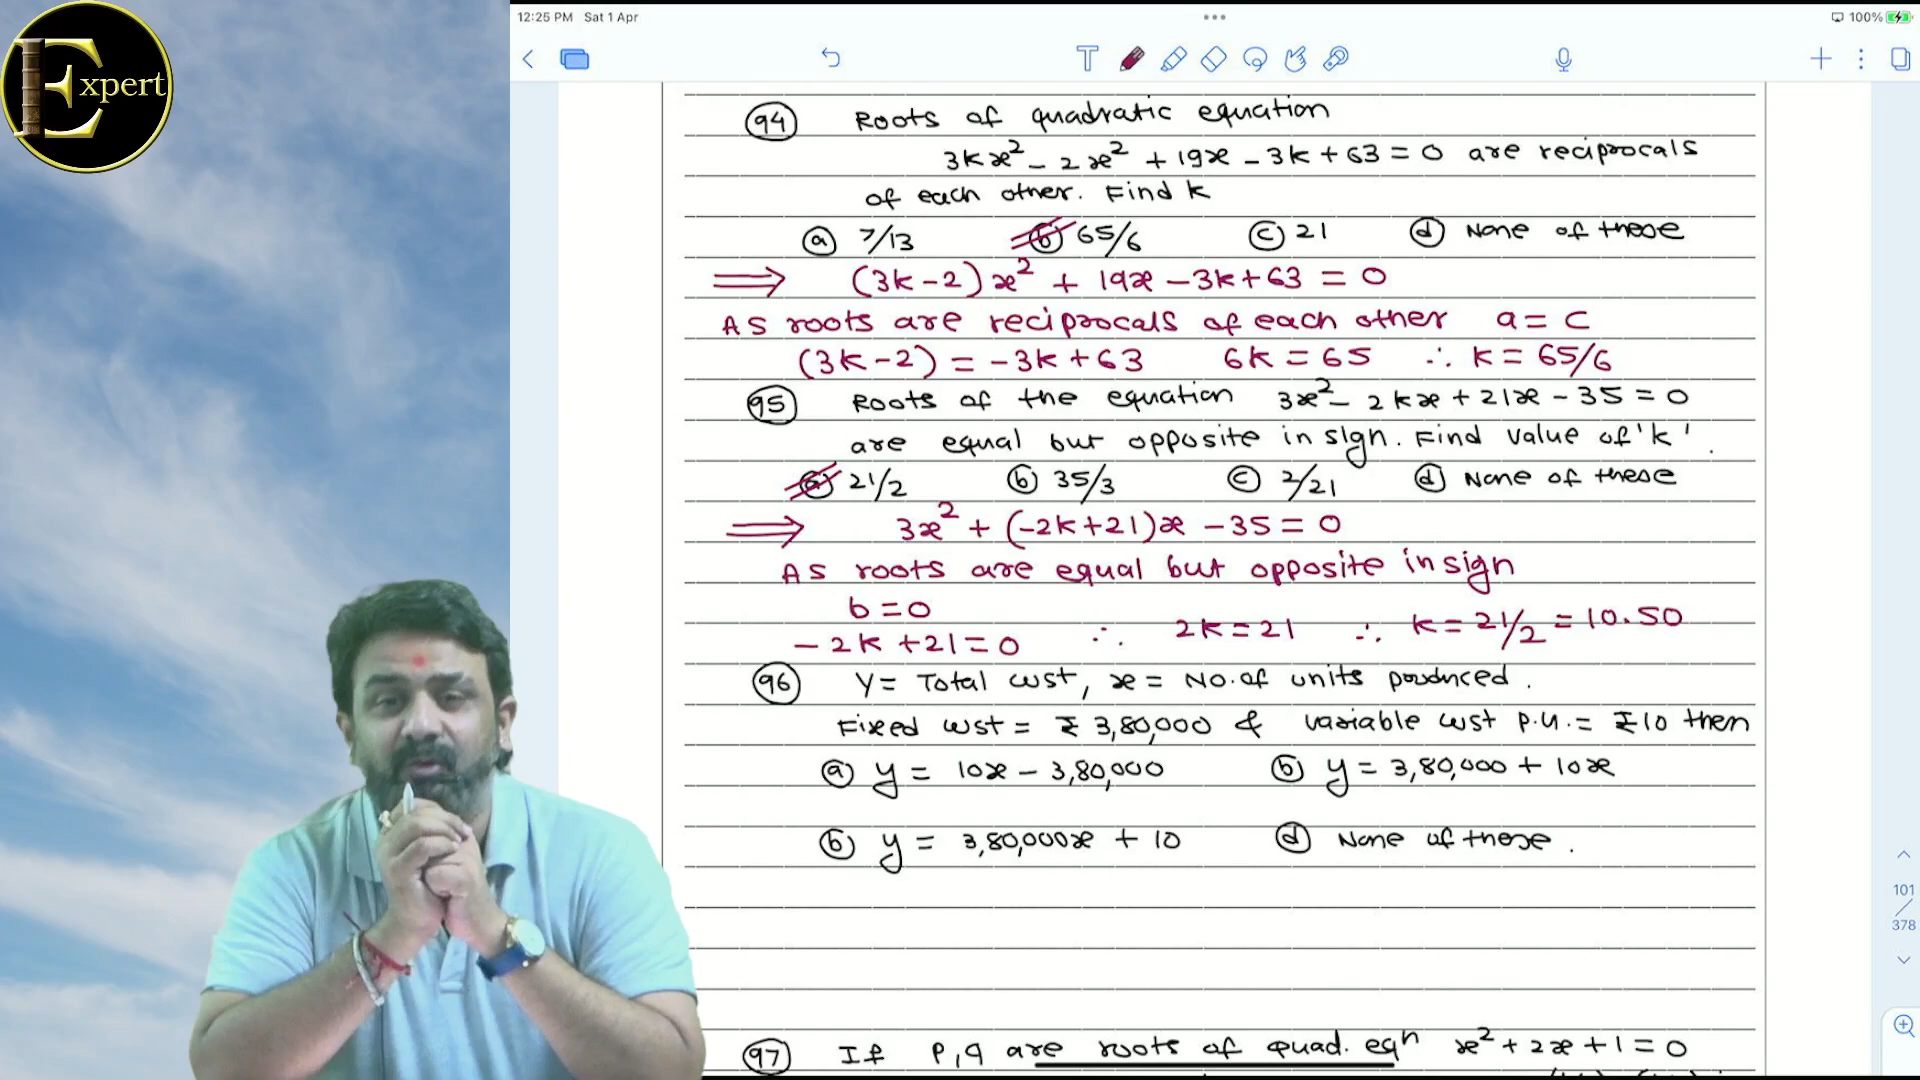 Expert
12:25 PM Sat 1 Apr
100%
94 Roots of quadratic equation
3kx² - 2x² + 19x - 3k + 63 = 0 are reciprocals
of each other. Find k
(a) 7/13 (b) 65/6 (c) 21 (d) None of these
⟹ (3k-2)x² + 19x - 3k + 63 = 0
As roots are reciprocals of each other a = c
(3k-2) = -3k + 63 6k = 65 ∴ k = 65/6
95 Roots of the equation 3x² - 2kx + 21x - 35 = 0
are equal but opposite in sign. Find value of 'k'.
(a) 21/2 (b) 35/3 (c) 2/21 (d) None of these
⟹ 3x² + (-2k+21)x - 35 = 0
As roots are equal but opposite in sign
b = 0
-2k + 21 = 0 ∴ 2k = 21 ∴ k = 21/2 = 10.50
96 Y = Total cost, x = No. of units produced.
Fixed cost = ₹ 3,80,000 & variable cost p.u. = ₹10 then
(a) y = 10x - 3,80,000 (b) y = 3,80,000 + 10x
(b) y = 3,80,000x + 10 (d) None of these.
101
/
378
97 If P,q are roots of quad. eqn x² + 2x + 1 = 0